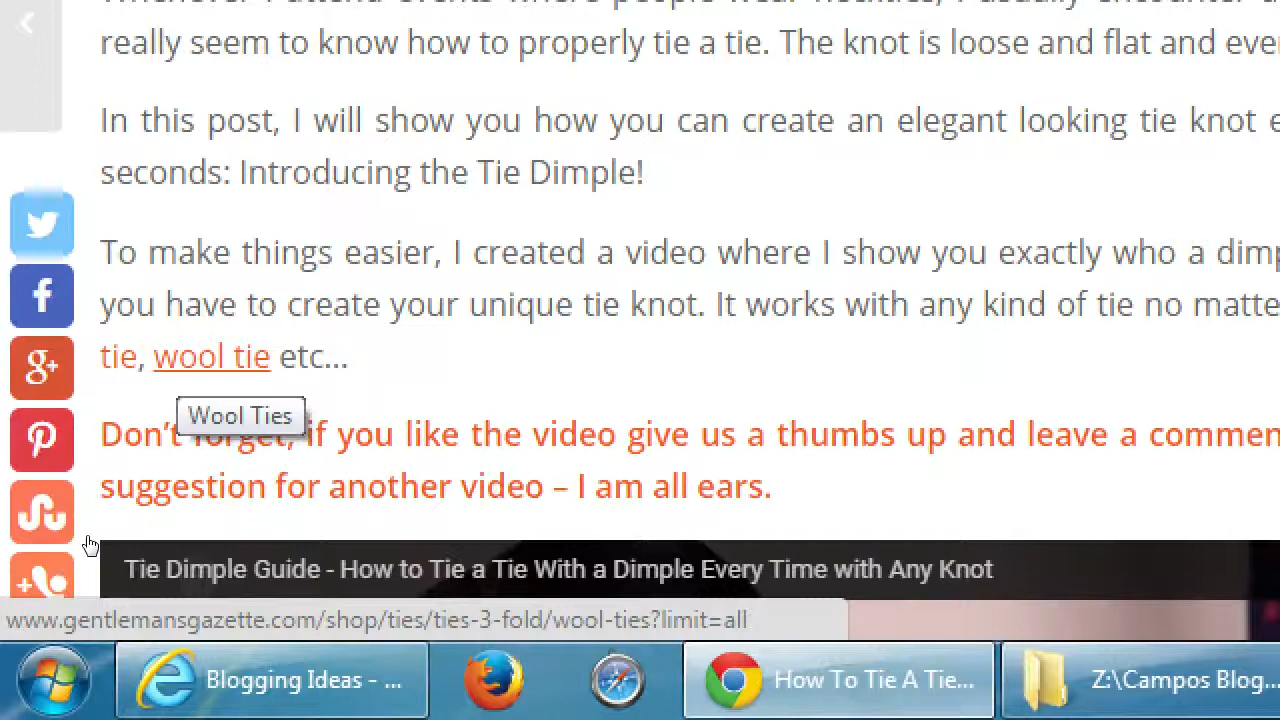 really seem to know how to properly tie a tie. The knot is loose and flat and
In this post, I will show you how you can create an elegant looking tie knot
seconds: Introducing the Tie Dimple!
To make things easier, I created a video where I show you exactly who a
you have to create your unique tie knot. It works with any kind of tie no
tie, wool tie etc...
Wool Ties
Don't forget, if you like the video give us a thumbs up and leave a
suggestion for another video – I am all ears.
Tie Dimple Guide - How to Tie a Tie With a Dimple Every Time with Any Knot
www.gentlemansgazette.com/shop/ties/ties-3-fold/wool-ties?limit=all
Blogging Ideas - ...
How To Tie A Tie...
Z:\Campos Blog...